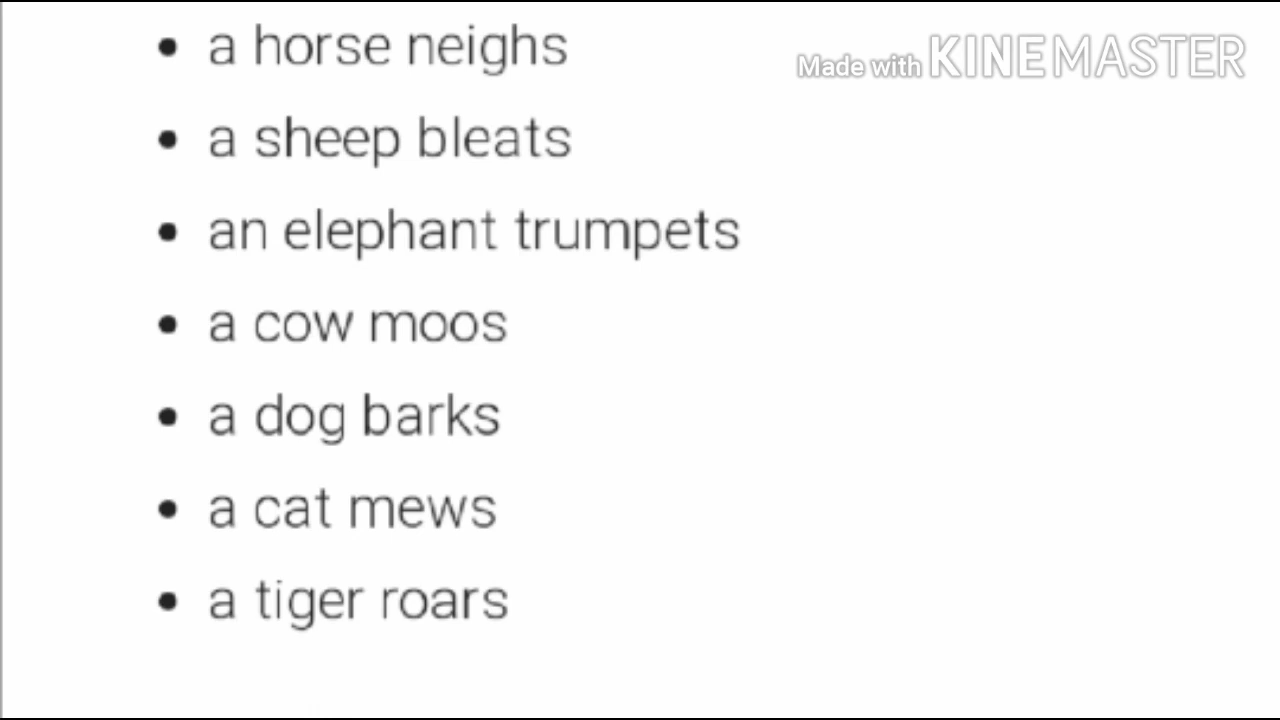 • a horse neighs
Made with KINEMASTER
• a sheep bleats
• an elephant trumpets
• a cow moos
• a dog barks
• a cat mews
• a tiger roars